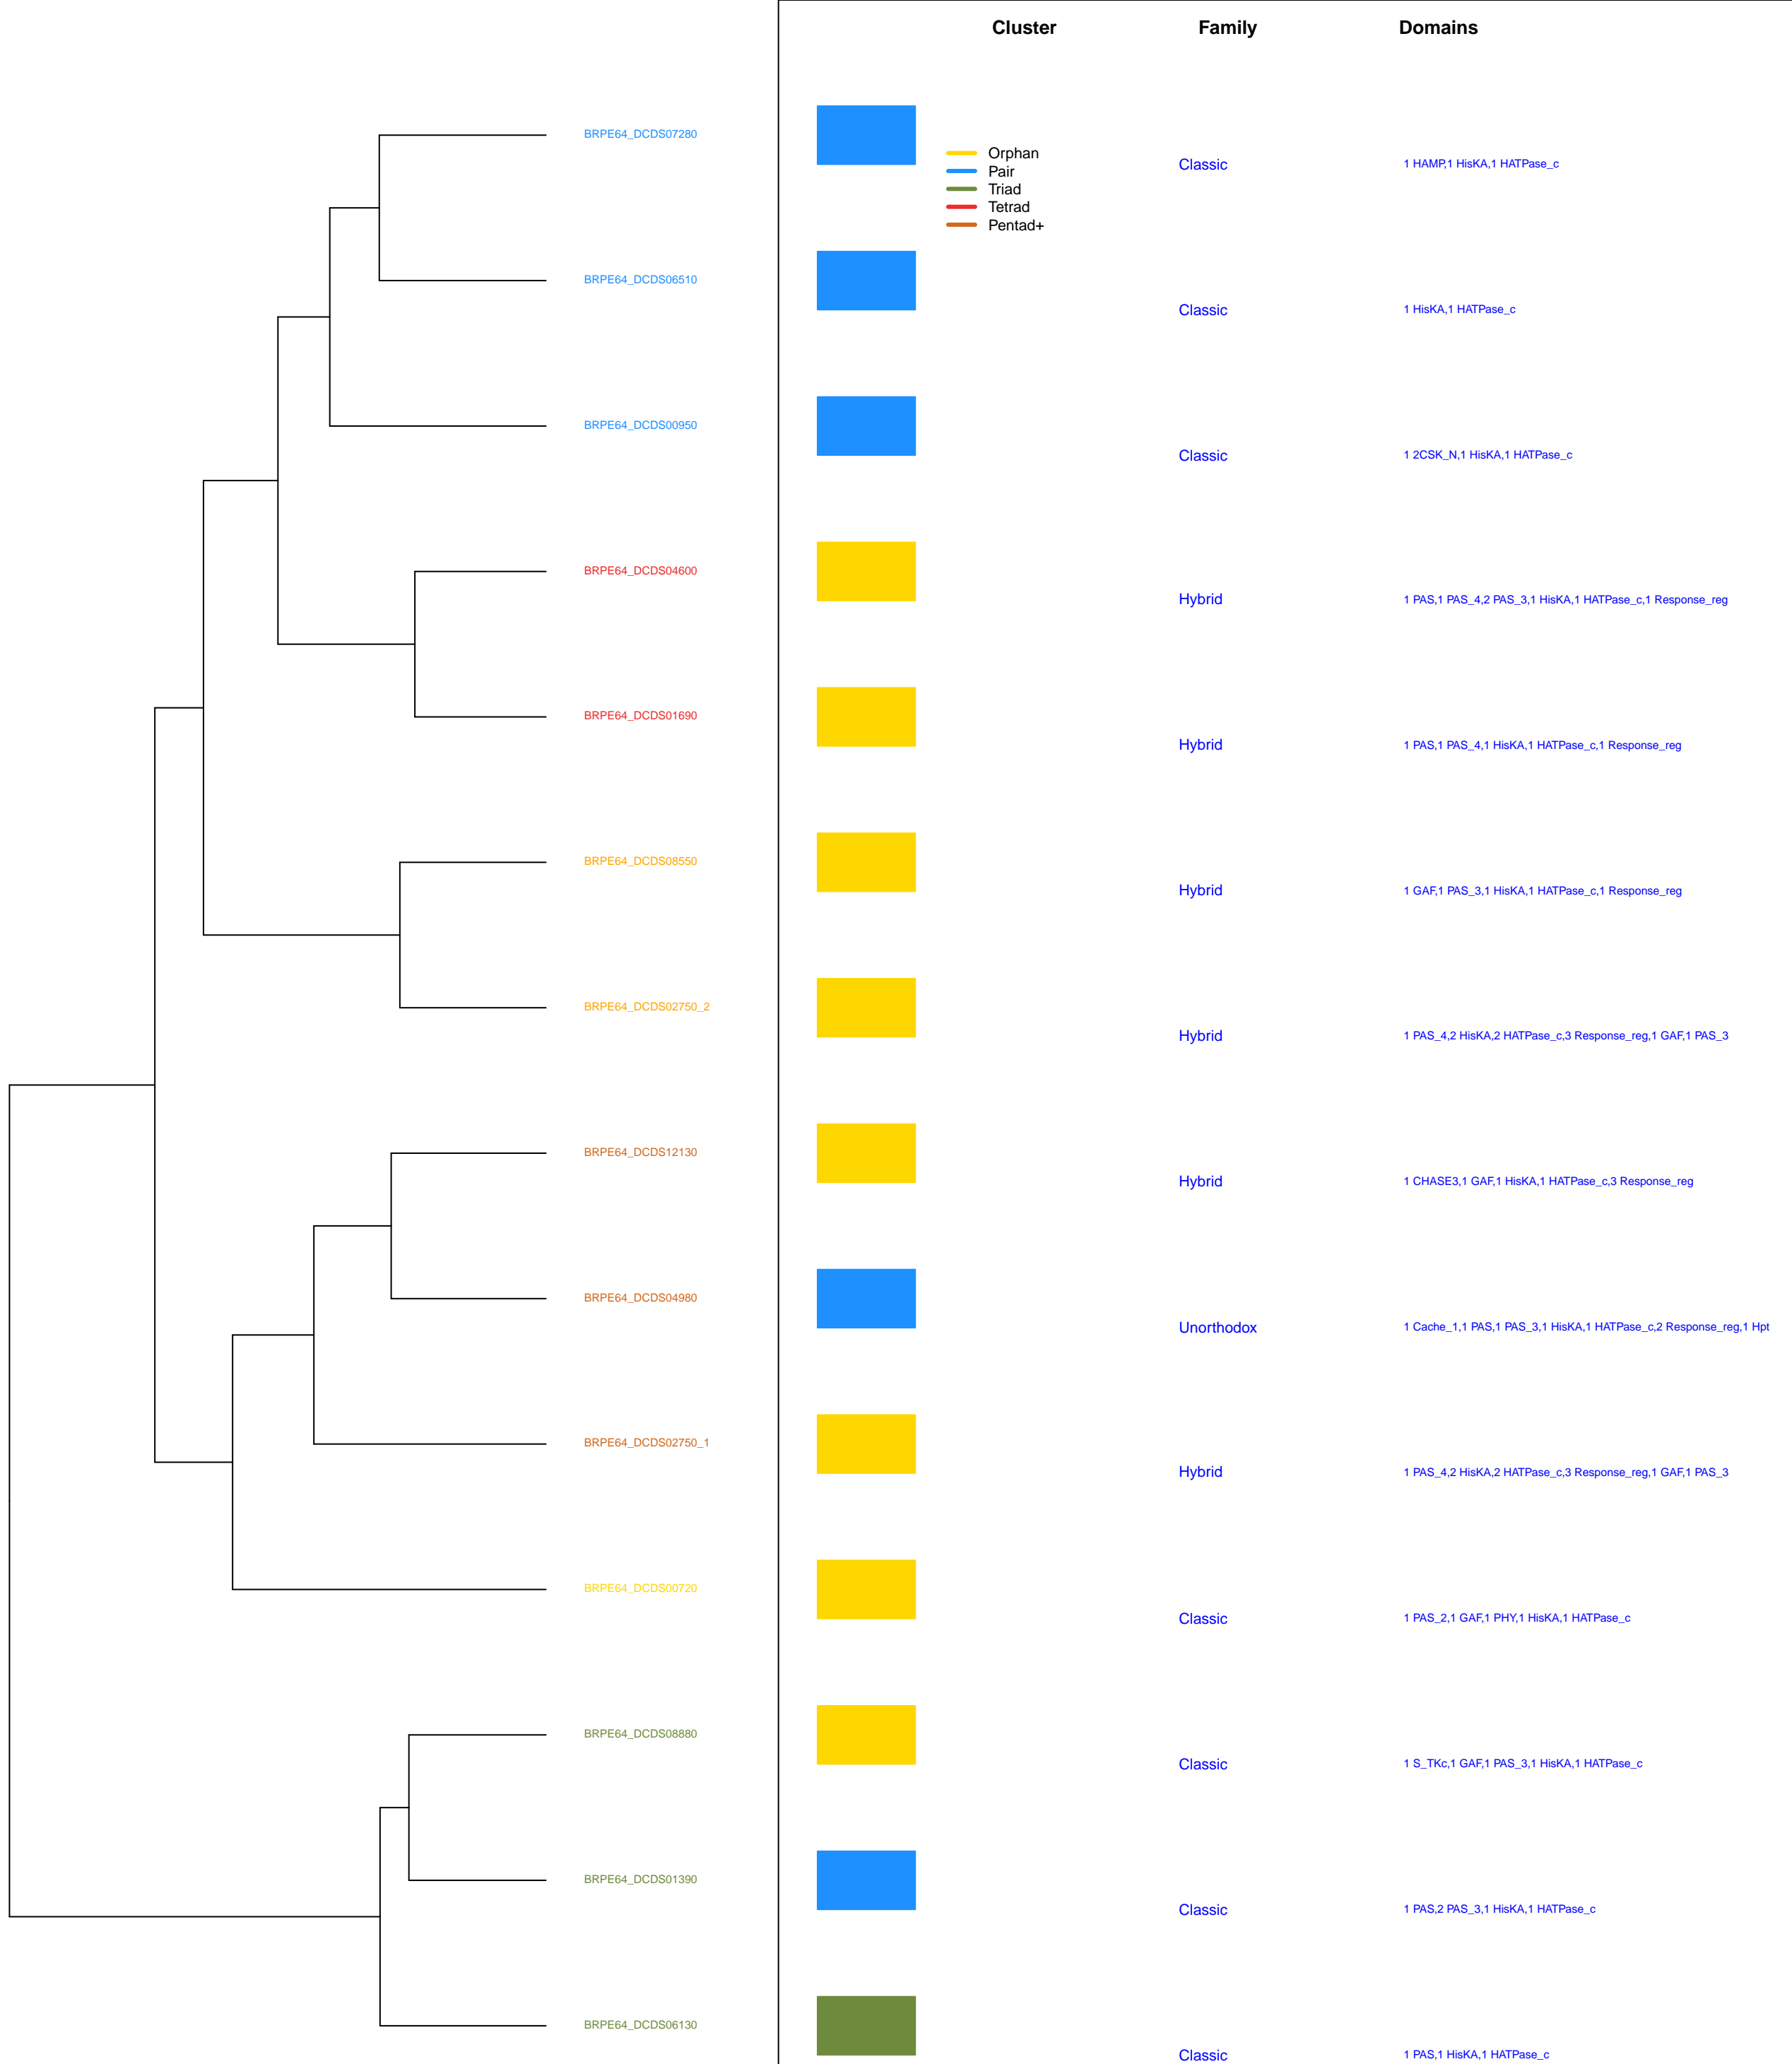 Cluster Family Domains
BRPE64_DCDS07280
Orphan
Pair
Triad
Tetrad
Pentad+
Classic 1 HAMP,1 HisKA,1 HATPase_c
BRPE64_DCDS06510
Classic 1 HisKA,1 HATPase_c
BRPE64_DCDS00950
Classic 1 2CSK_N,1 HisKA,1 HATPase_c
BRPE64_DCDS04600
Hybrid 1 PAS,1 PAS_4,2 PAS_3,1 HisKA,1 HATPase_c,1 Response_reg
BRPE64_DCDS01690
Hybrid 1 PAS,1 PAS_4,1 HisKA,1 HATPase_c,1 Response_reg
BRPE64_DCDS08550
Hybrid 1 GAF,1 PAS_3,1 HisKA,1 HATPase_c,1 Response_reg
BRPE64_DCDS02750_2
Hybrid 1 PAS_4,2 HisKA,2 HATPase_c,3 Response_reg,1 GAF,1 PAS_3
BRPE64_DCDS12130
Hybrid 1 CHASE3,1 GAF,1 HisKA,1 HATPase_c,3 Response_reg
BRPE64_DCDS04980
Unorthodox 1 Cache_1,1 PAS,1 PAS_3,1 HisKA,1 HATPase_c,2 Response_reg,1 Hpt
BRPE64_DCDS02750_1
Hybrid 1 PAS_4,2 HisKA,2 HATPase_c,3 Response_reg,1 GAF,1 PAS_3
BRPE64_DCDS00720
Classic 1 PAS_2,1 GAF,1 PHY,1 HisKA,1 HATPase_c
BRPE64_DCDS08880
Classic 1 S_TKc,1 GAF,1 PAS_3,1 HisKA,1 HATPase_c
BRPE64_DCDS01390
Classic 1 PAS,2 PAS_3,1 HisKA,1 HATPase_c
BRPE64_DCDS06130
Classic 1 PAS,1 HisKA,1 HATPase_c